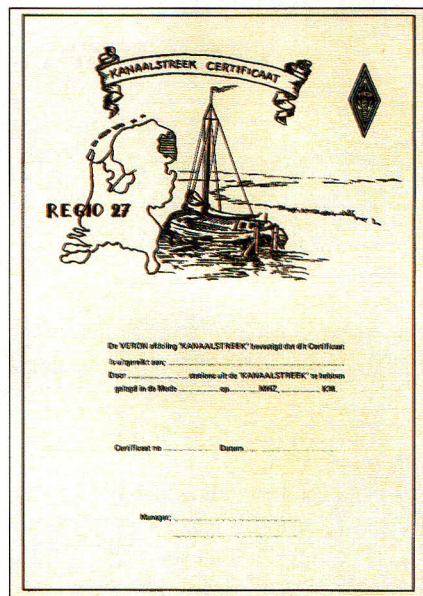 KANAALSTREEK CERTIFICAAT
REGIO 27
De VERON afdeling "KANAALSTREEK" bevestigd dat dit Certificaat
is uitgereikt aan;
Door stations uit de "KANAALSTREEK" te hebben
gelogd in de Mode op MHZ, KM.
Certificaat no Datum
Manager;